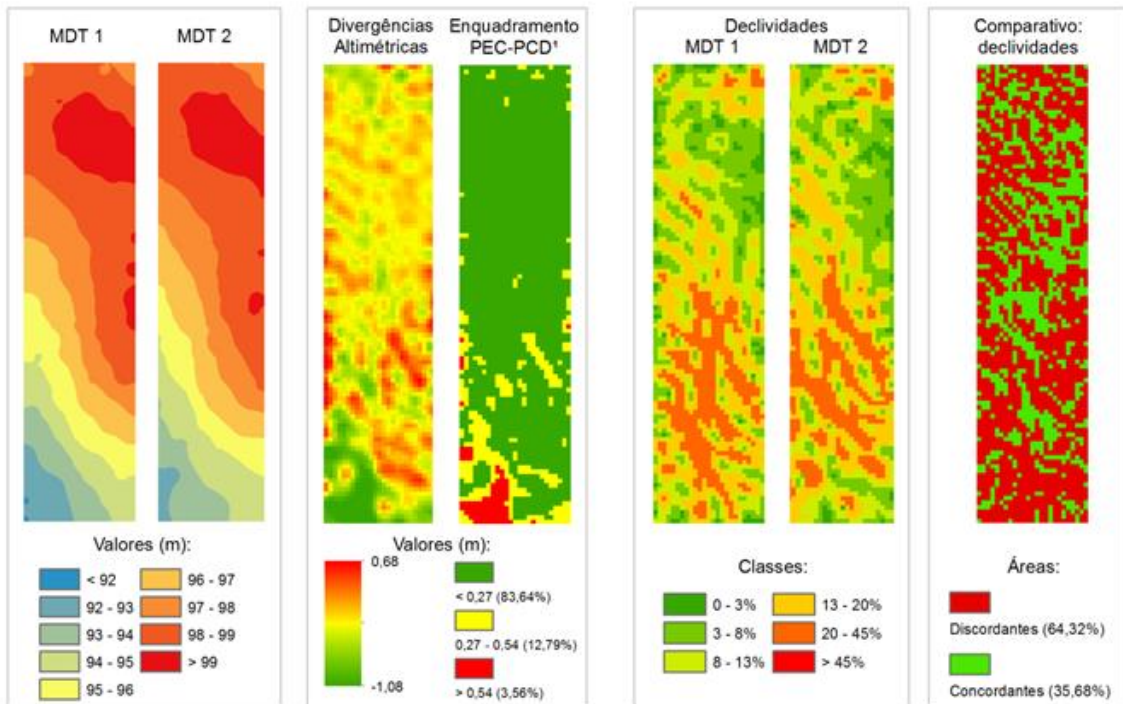 MDT 1
MDT 2
Valores (m):
< 92
92 - 93
93 - 94
94 - 95
95 - 96
96 - 97
97 - 98
98 - 99
> 99
Divergências
Altimétricas
Enquadramento
PEC-PCD¹
Valores (m):
0,68
-1,08
< 0,27 (83,64%)
0,27 - 0,54 (12,79%)
> 0,54 (3,56%)
Declividades
MDT 1
MDT 2
Classes:
0 - 3%
3 - 8%
8 - 13%
13 - 20%
20 - 45%
> 45%
Comparativo:
declividades
Áreas:
Discordantes (64,32%)
Concordantes (35,68%)